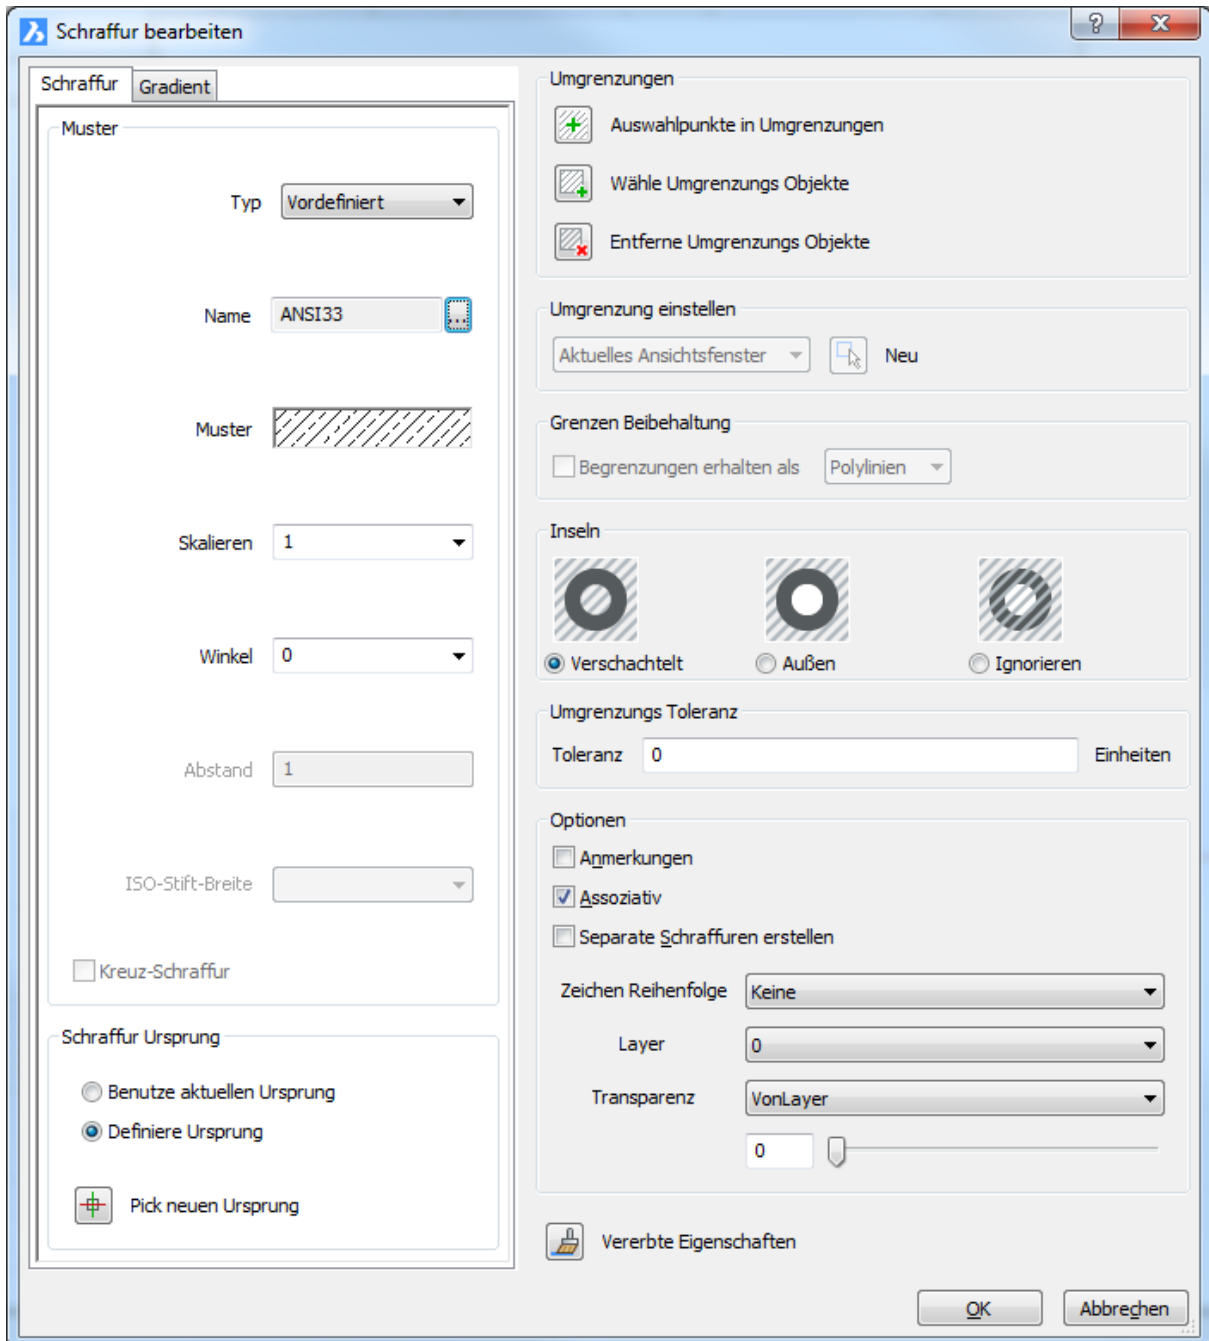 Schraffur bearbeiten
Schraffur
Gradient
Muster
Typ Vordefiniert
Name ANSI33 ...
Muster
Skalieren 1
Winkel 0
Abstand 1
ISO-Stift-Breite
Kreuz-Schraffur
Schraffur Ursprung
Benutze aktuellen Ursprung
Definiere Ursprung
Pick neuen Ursprung
Umgrenzungen
Auswahlpunkte in Umgrenzungen
Wähle Umgrenzungs Objekte
Entferne Umgrenzungs Objekte
Umgrenzung einstellen
Aktuelles Ansichtsfenster Neu
Grenzen Beibehaltung
Begrenzungen erhalten als Polylinien
Inseln
Verschachtelt Außen Ignorieren
Umgrenzungs Toleranz
Toleranz 0 Einheiten
Optionen
Anmerkungen
Assoziativ
Separate Schraffuren erstellen
Zeichen Reihenfolge Keine
Layer 0
Transparenz VonLayer
0
Vererbte Eigenschaften
OK Abbrechen